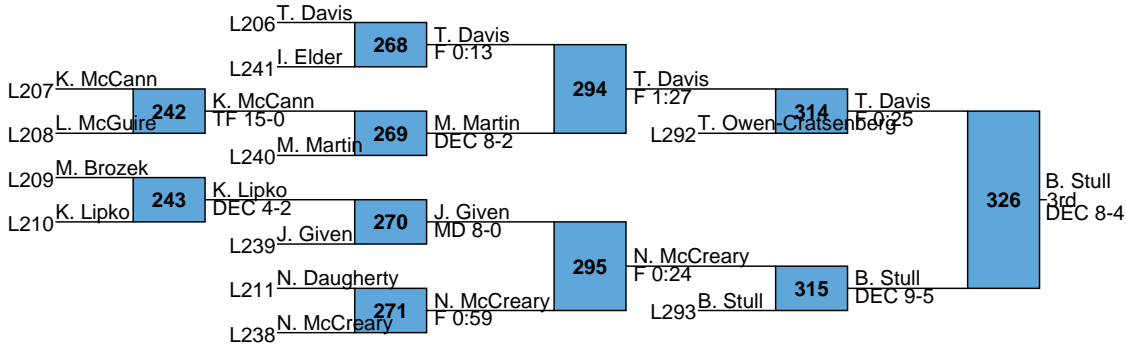 L206 T. Davis
268
T. Davis
F 0:13
L241 I. Elder
294
T. Davis
F 1:27
L207 K. McCann
242
K. McCann
TF 15-0
L208 L. McGuire
269
M. Martin
DEC 8-2
L240 M. Martin
314
T. Davis
F 0:25
L292 T. Owen-Cratsenberg
L209 M. Brozek
243
K. Lipko
DEC 4-2
L210 K. Lipko
270
J. Given
MD 8-0
L239 J. Given
326
B. Stull
3rd
DEC 8-4
295
N. McCreary
F 0:24
L211 N. Daugherty
271
N. McCreary
F 0:59
L238 N. McCreary
315
B. Stull
DEC 9-5
L293 B. Stull